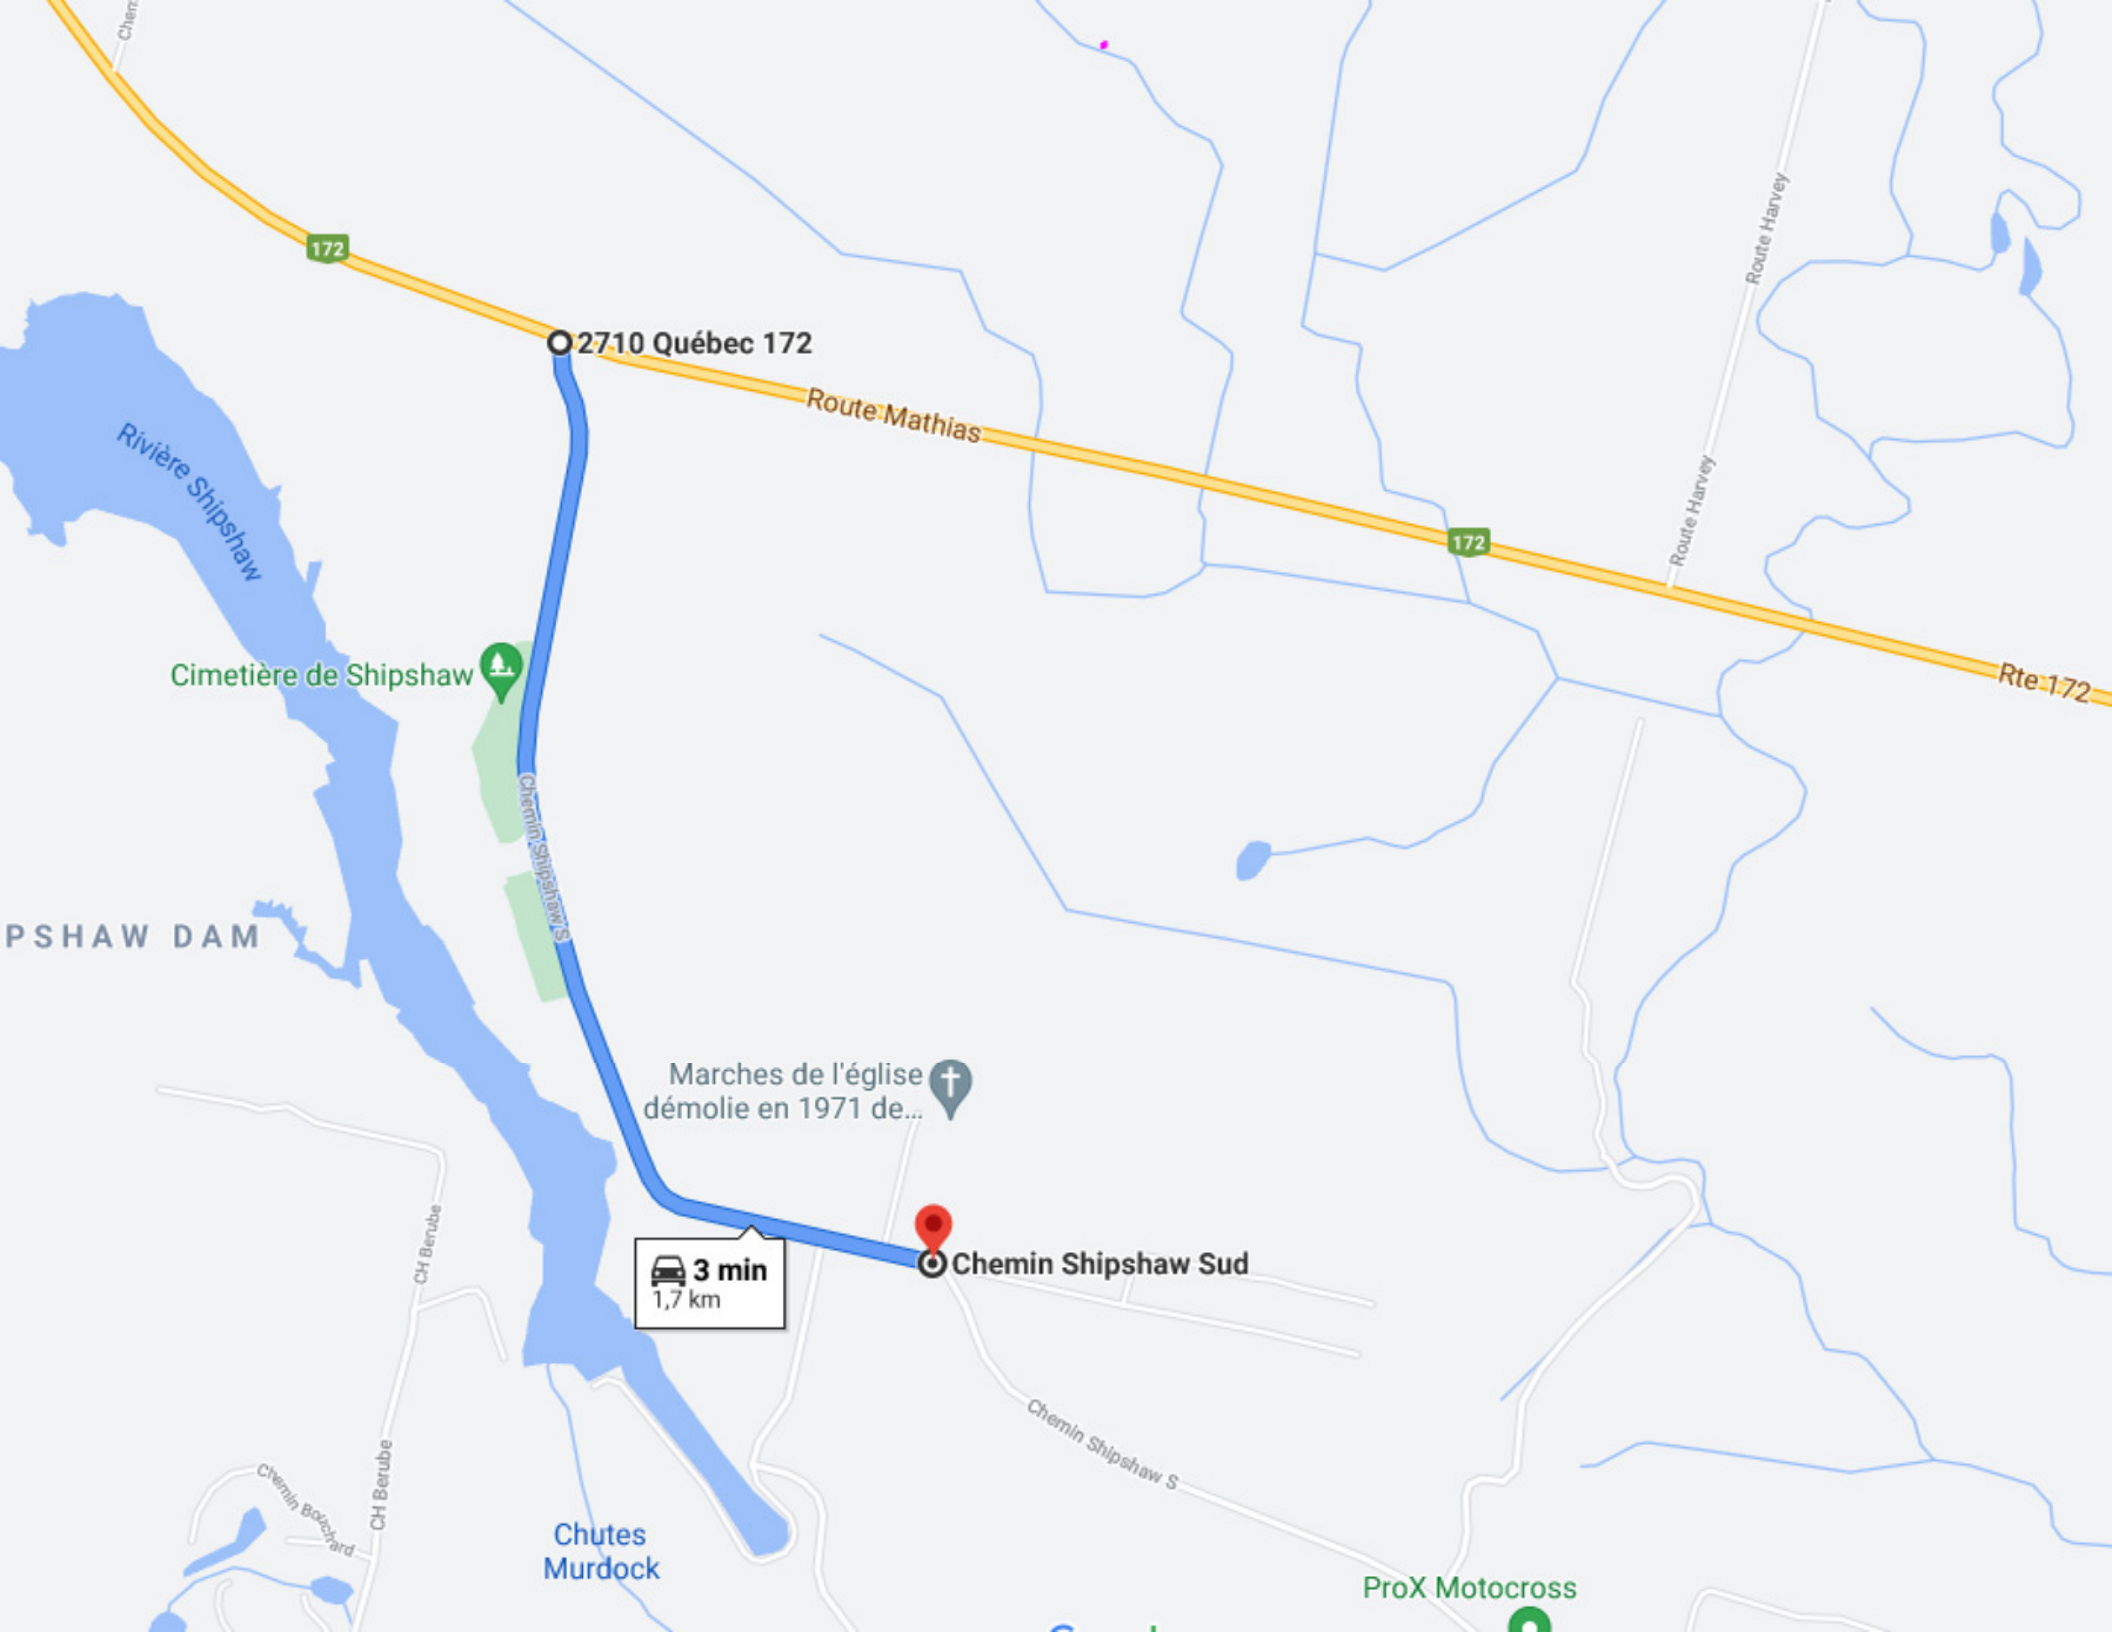 Chem
172
2710 Québec 172
Route Mathias
Route Harvey
Rivière Shipshaw
Route Harvey
172
Cimetière de Shipshaw
Rte 172
Chemin Shipshaw S
PSHAW DAM
Marches de l'église
démolie en 1971 de...
CH Berube
3 min
1,7 km
Chemin Shipshaw Sud
Chemin Shipshaw S
CH Berube
Chemin Bouchard
Chutes
Murdock
ProX Motocross